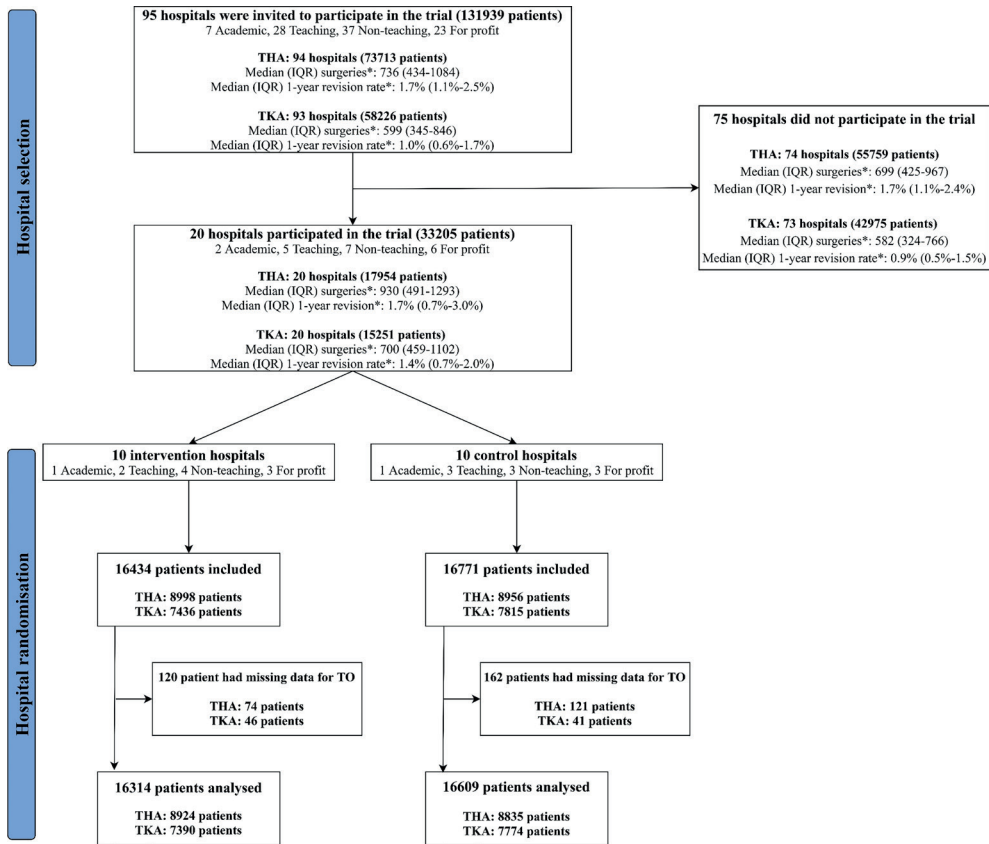 Hospital selection
95 hospitals were invited to participate in the trial (131939 patients)
7 Academic, 28 Teaching, 37 Non-teaching, 23 For profit
THA: 94 hospitals (73713 patients)
Median (IQR) surgeries*: 736 (434-1084)
Median (IQR) 1-year revision rate*: 1.7% (1.1%-2.5%)
TKA: 93 hospitals (58226 patients)
Median (IQR) surgeries*: 599 (345-846)
Median (IQR) 1-year revision rate*: 1.0% (0.6%-1.7%)
75 hospitals did not participate in the trial
THA: 74 hospitals (55759 patients)
Median (IQR) surgeries*: 699 (425-967)
Median (IQR) 1-year revision*: 1.7% (1.1%-2.4%)
TKA: 73 hospitals (42975 patients)
Median (IQR) surgeries*: 582 (324-766)
Median (IQR) 1-year revision rate*: 0.9% (0.5%-1.5%)
20 hospitals participated in the trial (33205 patients)
2 Academic, 5 Teaching, 7 Non-teaching, 6 For profit
THA: 20 hospitals (17954 patients)
Median (IQR) surgeries*: 930 (491-1293)
Median (IQR) 1-year revision*: 1.7% (0.7%-3.0%)
TKA: 20 hospitals (15251 patients)
Median (IQR) surgeries*: 700 (459-1102)
Median (IQR) 1-year revision rate*: 1.4% (0.7%-2.0%)
Hospital randomisation
10 intervention hospitals
1 Academic, 2 Teaching, 4 Non-teaching, 3 For profit
10 control hospitals
1 Academic, 3 Teaching, 3 Non-teaching, 3 For profit
16434 patients included
THA: 8998 patients
TKA: 7436 patients
16771 patients included
THA: 8956 patients
TKA: 7815 patients
120 patient had missing data for TO
THA: 74 patients
TKA: 46 patients
162 patients had missing data for TO
THA: 121 patients
TKA: 41 patients
16314 patients analysed
THA: 8924 patients
TKA: 7390 patients
16609 patients analysed
THA: 8835 patients
TKA: 7774 patients